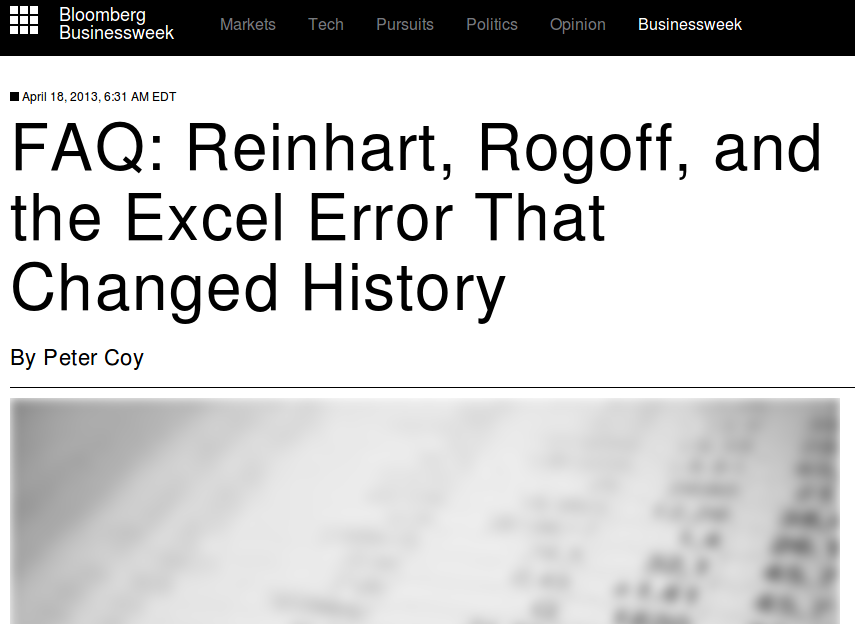 Bloomberg
Businessweek
Markets Tech Pursuits Politics Opinion Businessweek
April 18, 2013, 6:31 AM EDT
FAQ: Reinhart, Rogoff, and
the Excel Error That
Changed History
By Peter Coy